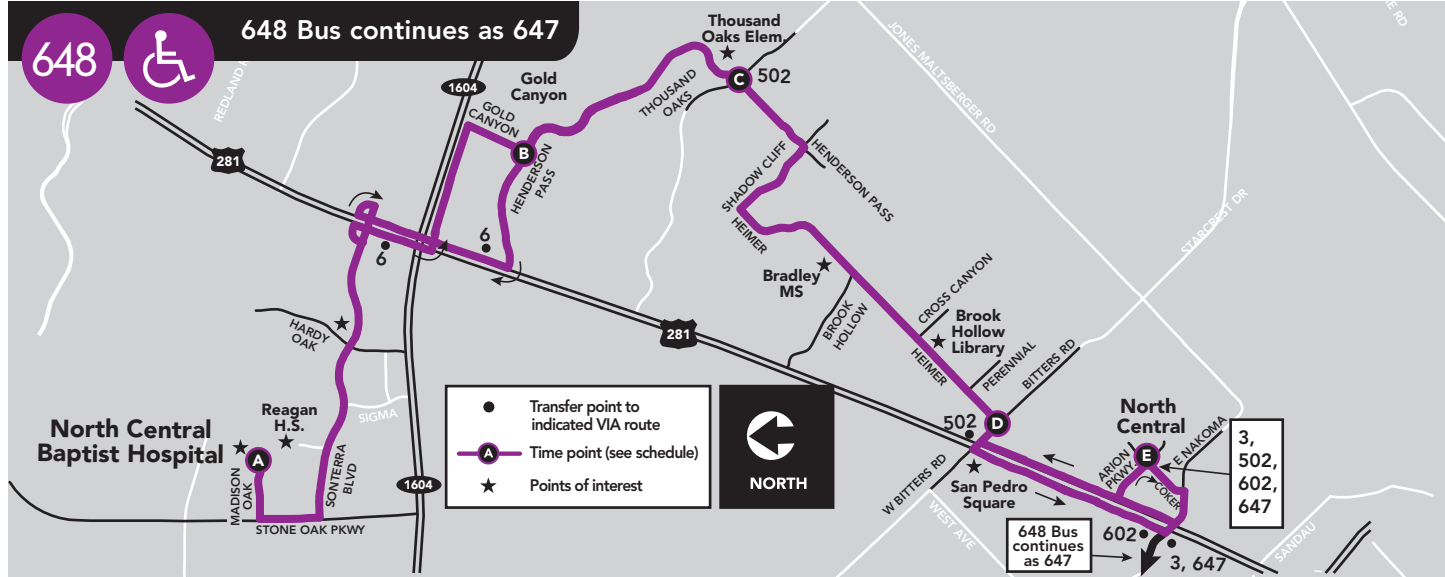 648
648 Bus continues as 647
REDLAND R
1604
281
Gold
Canyon
GOLD
CANYON
B
HENDERSON
PASS
6
6
Thousand
Oaks Elem.
C
502
THOUSAND
OAKS
SHADOW CLIFF
HENDERSON PASS
HEIMER
JONES MALTSBERGER RD
E RD
STARCREST DR
Bradley
MS
BROOK
HOLLOW
CROSS CANYON
Brook
Hollow
Library
HEIMER
PERENNIAL
BITTERS RD
281
HARDY
OAK
SIGMA
Reagan
H.S.
North Central
Baptist Hospital
A
MADISON
OAK
SONTERRA
BLVD
STONE OAK PKWY
1604
Transfer point to
indicated VIA route
A
Time point (see schedule)
Points of interest
NORTH
502
D
W BITTERS RD
San Pedro
Square
WEST AVE
North
Central
E
ARION
PKWY
COKER
E NAKOMA
3,
502,
602,
647
602
3, 647
SANDAU
648 Bus
continues
as 647